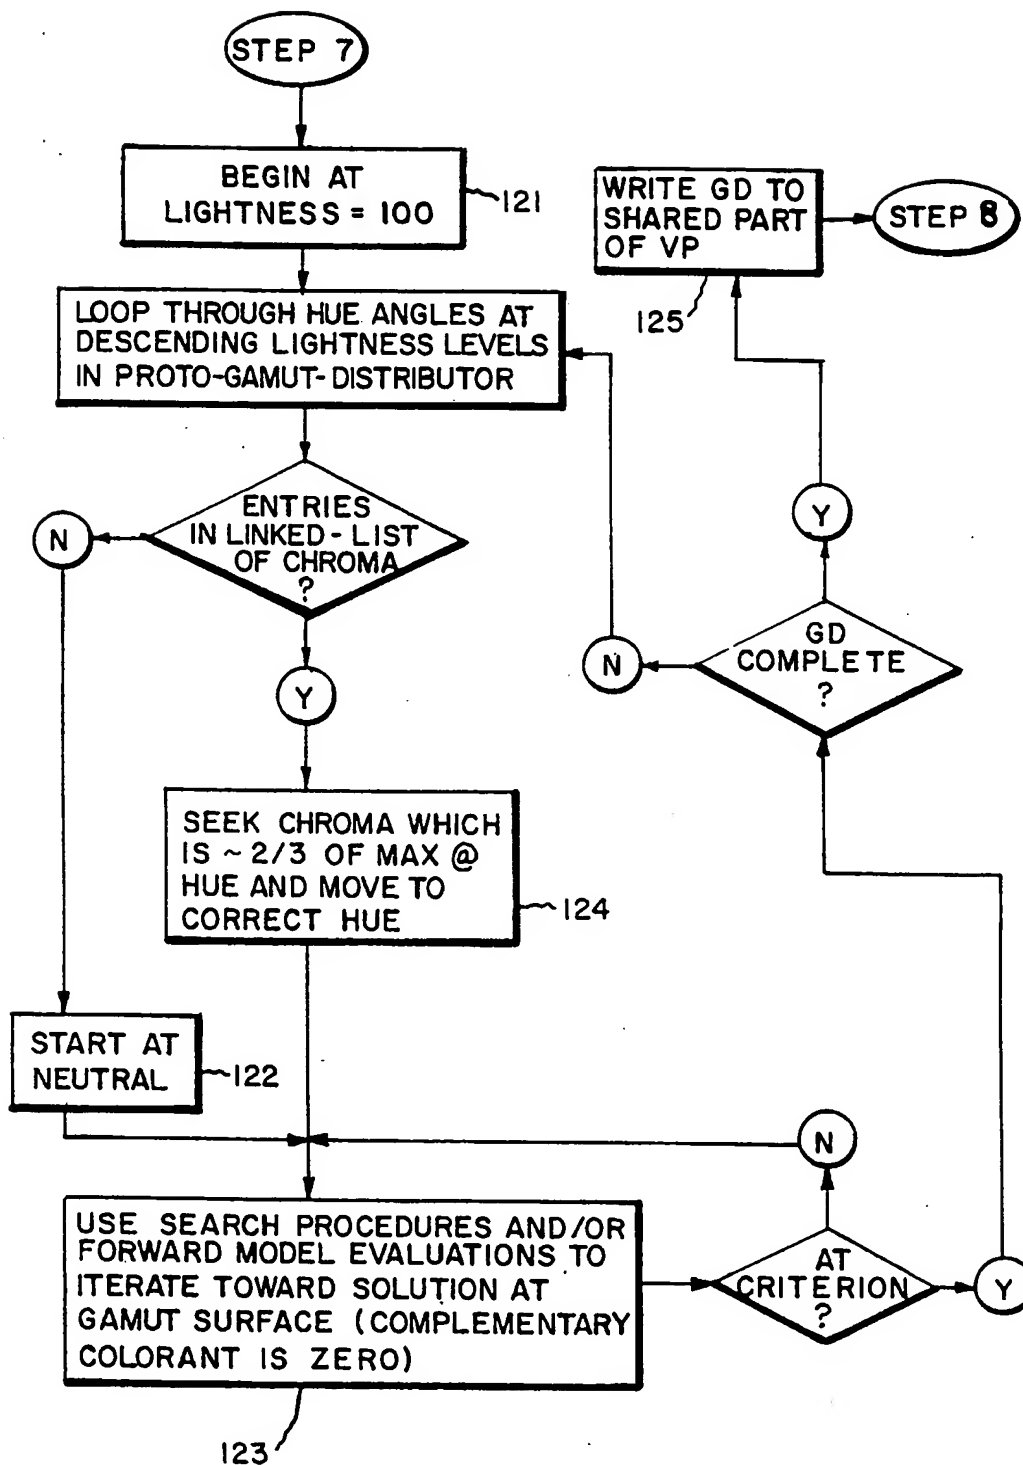 STEP 7
BEGIN AT
LIGHTNESS = 100
121
LOOP THROUGH HUE ANGLES AT
DESCENDING LIGHTNESS LEVELS
IN PROTO-GAMUT-DISTRIBUTOR
ENTRIES
IN LINKED-LIST
OF CHROMA
?
N
Y
SEEK CHROMA WHICH
IS ~ 2/3 OF MAX @
HUE AND MOVE TO
CORRECT HUE
124
START AT
NEUTRAL
122
USE SEARCH PROCEDURES AND/OR
FORWARD MODEL EVALUATIONS TO
ITERATE TOWARD SOLUTION AT
GAMUT SURFACE (COMPLEMENTARY
COLORANT IS ZERO)
123
AT
CRITERION
?
N
Y
GD
COMPLETE
?
N
Y
WRITE GD TO
SHARED PART
OF VP
125
STEP 8